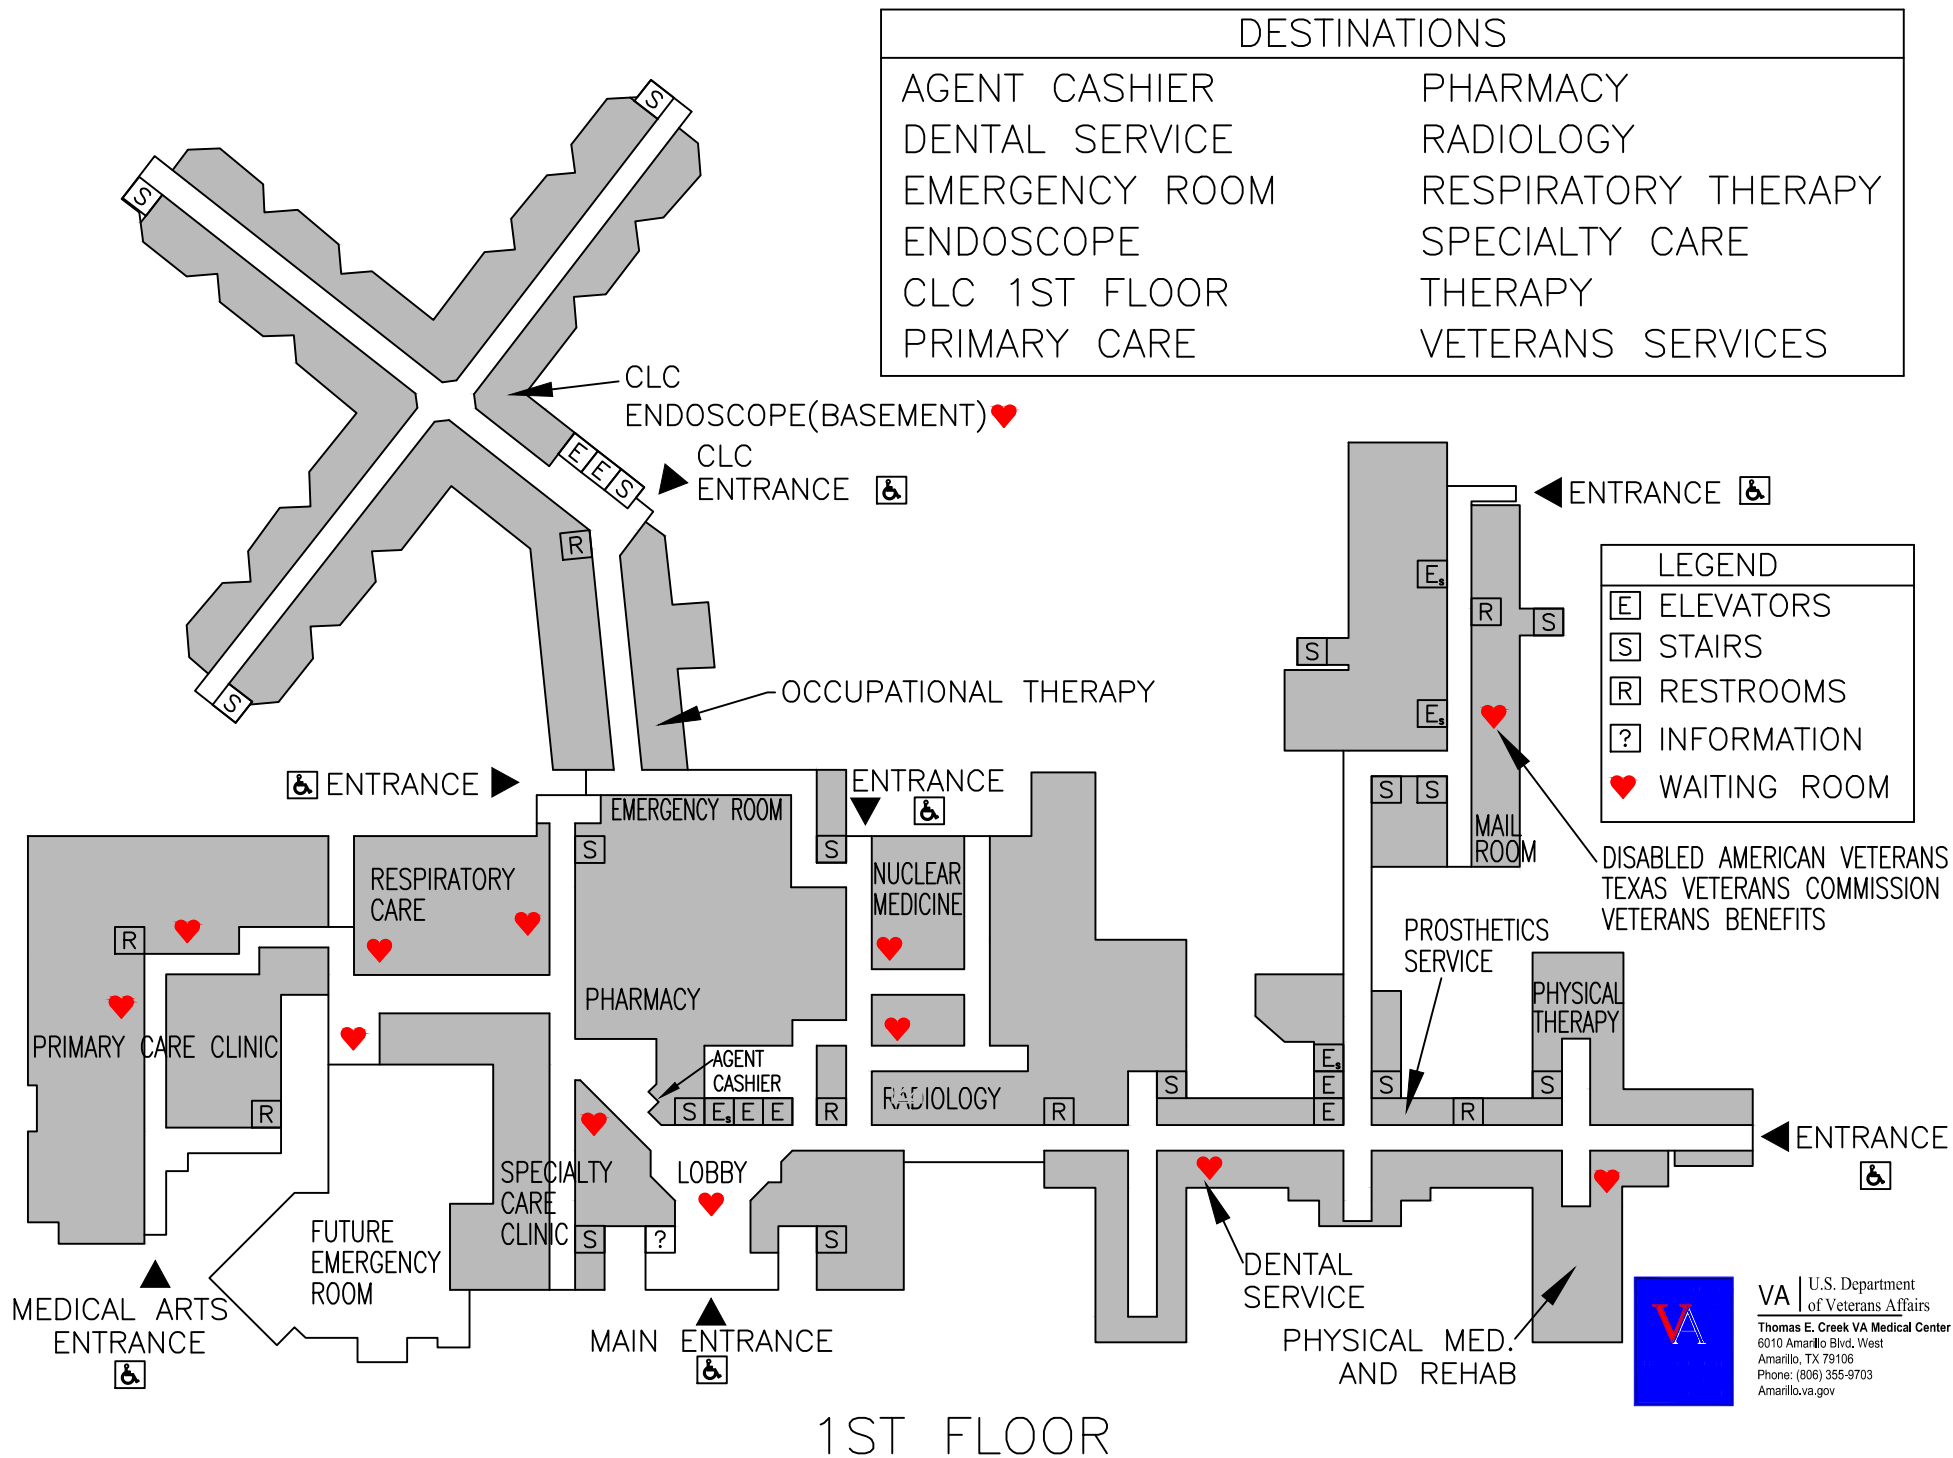 DESTINATIONS
AGENT CASHIER
DENTAL SERVICE
EMERGENCY ROOM
ENDOSCOPE
CLC 1ST FLOOR
PRIMARY CARE
PHARMACY
RADIOLOGY
RESPIRATORY THERAPY
SPECIALTY CARE
THERAPY
VETERANS SERVICES
S
S
CLC
ENDOSCOPE(BASEMENT)
CLC
ENTRANCE
E
E
S
R
S
OCCUPATIONAL THERAPY
ENTRANCE
ENTRANCE
ENTRANCE
LEGEND
E ELEVATORS
S STAIRS
R RESTROOMS
? INFORMATION
WAITING ROOM
Es
R
S
S
Es
S
S
MAIL
ROOM
DISABLED AMERICAN VETERANS
TEXAS VETERANS COMMISSION
VETERANS BENEFITS
EMERGENCY ROOM
S
S
RESPIRATORY
CARE
NUCLEAR
MEDICINE
R
PHARMACY
PRIMARY CARE CLINIC
R
AGENT
CASHIER
S
Es
E
E
R
RADIOLOGY
R
S
Es
E
E
S
PROSTHETICS
SERVICE
R
PHYSICAL
THERAPY
S
ENTRANCE
SPECIALTY
CARE
CLINIC
LOBBY
S
?
S
FUTURE
EMERGENCY
ROOM
MEDICAL ARTS
ENTRANCE
MAIN ENTRANCE
DENTAL
SERVICE
PHYSICAL MED.
AND REHAB
VA
VA
U.S. Department
of Veterans Affairs
Thomas E. Creek VA Medical Center
6010 Amarillo Blvd. West
Amarillo, TX 79106
Phone: (806) 355-9703
Amarillo.va.gov
1ST FLOOR